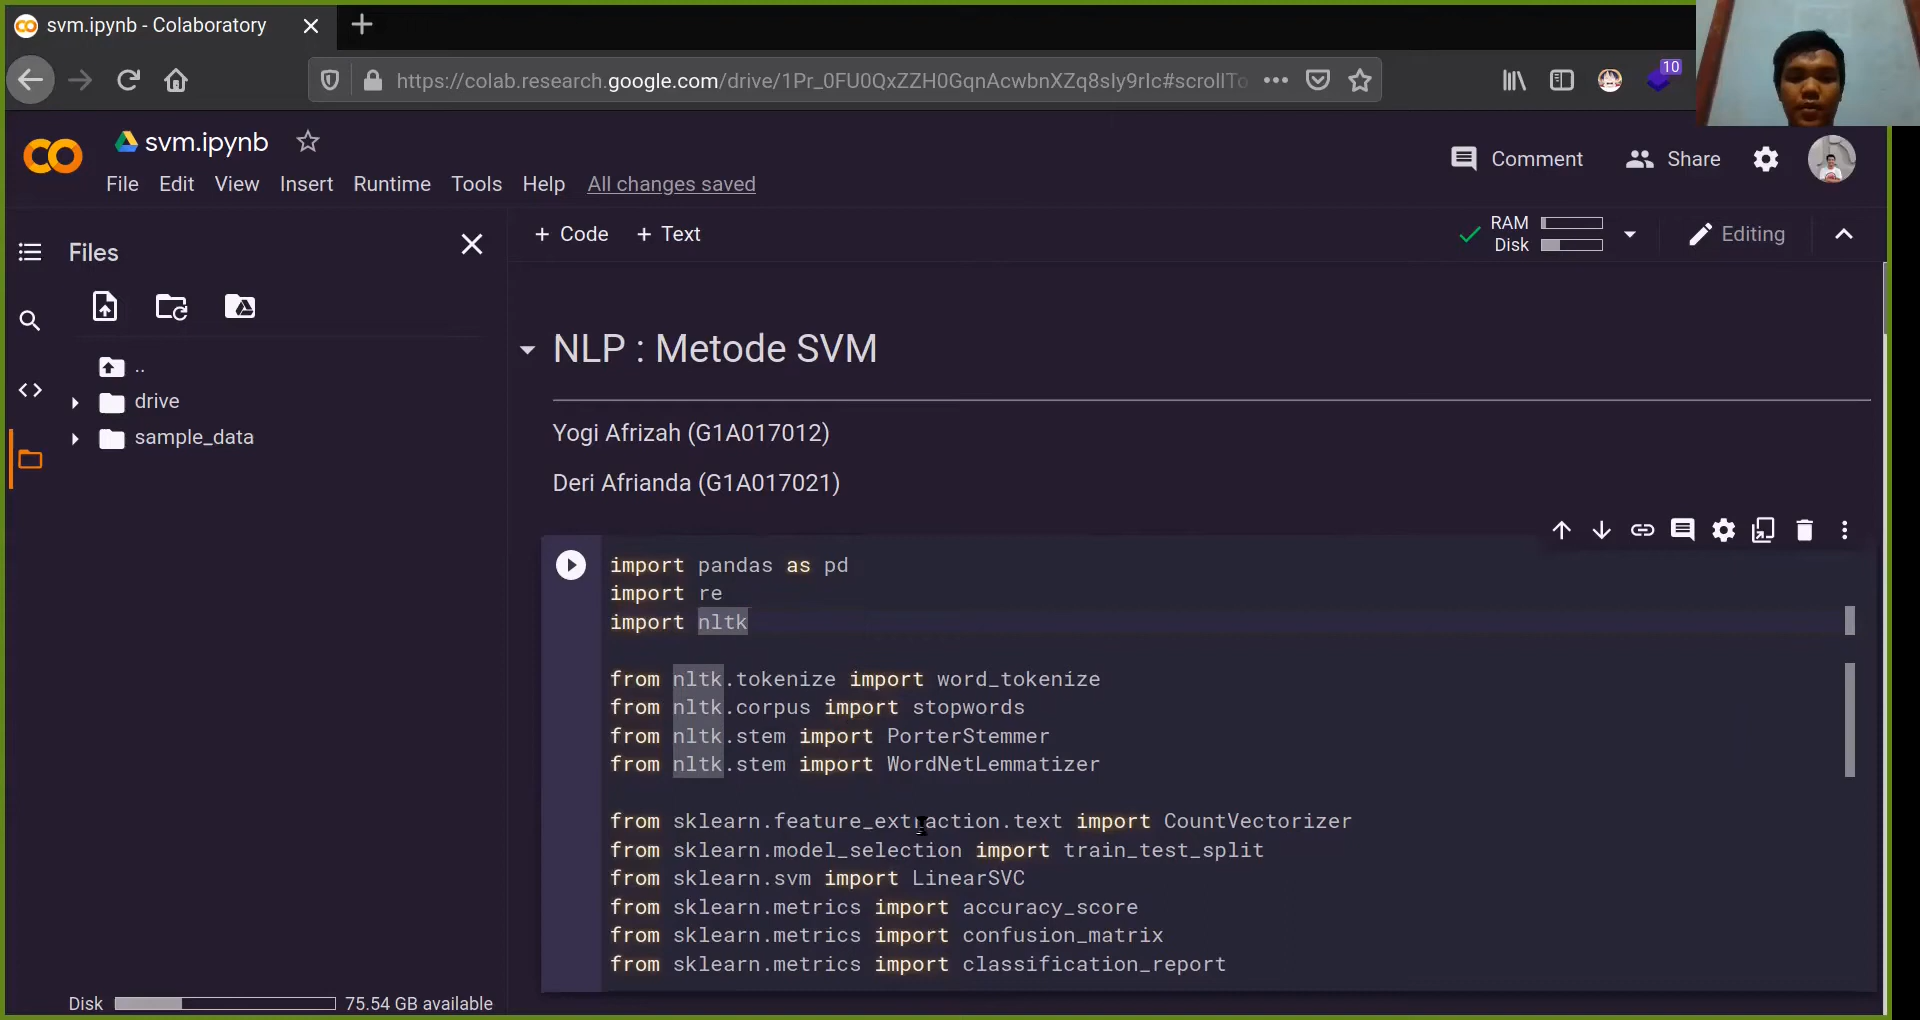 svm.ipynb - Colaboratory
https://colab.research.google.com/drive/1Pr_0FU0QxZZH0GqnAcwbnXZq8sly9rIc#scrollTo
10
svm.ipynb
Comment
Share
File Edit View Insert Runtime Tools Help All changes saved
Files
+ Code + Text
RAM
Disk
Editing
..
drive
sample_data
NLP : Metode SVM
Yogi Afrizah (G1A017012)
Deri Afrianda (G1A017021)
import pandas as pd
import re
import nltk
from nltk.tokenize import word_tokenize
from nltk.corpus import stopwords
from nltk.stem import PorterStemmer
from nltk.stem import WordNetLemmatizer
from sklearn.feature_extraction.text import CountVectorizer
from sklearn.model_selection import train_test_split
from sklearn.svm import LinearSVC
from sklearn.metrics import accuracy_score
from sklearn.metrics import confusion_matrix
from sklearn.metrics import classification_report
Disk 75.54 GB available